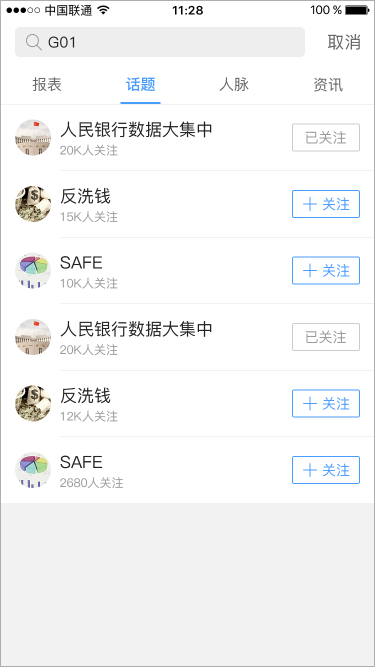 中国联通 11:28 100 %
G01 取消
报表 话题 人脉 资讯
人民银行数据大集中
20K人关注
已关注
反洗钱
15K人关注
关注
SAFE
10K人关注
关注
人民银行数据大集中
20K人关注
已关注
反洗钱
12K人关注
关注
SAFE
2680人关注
关注